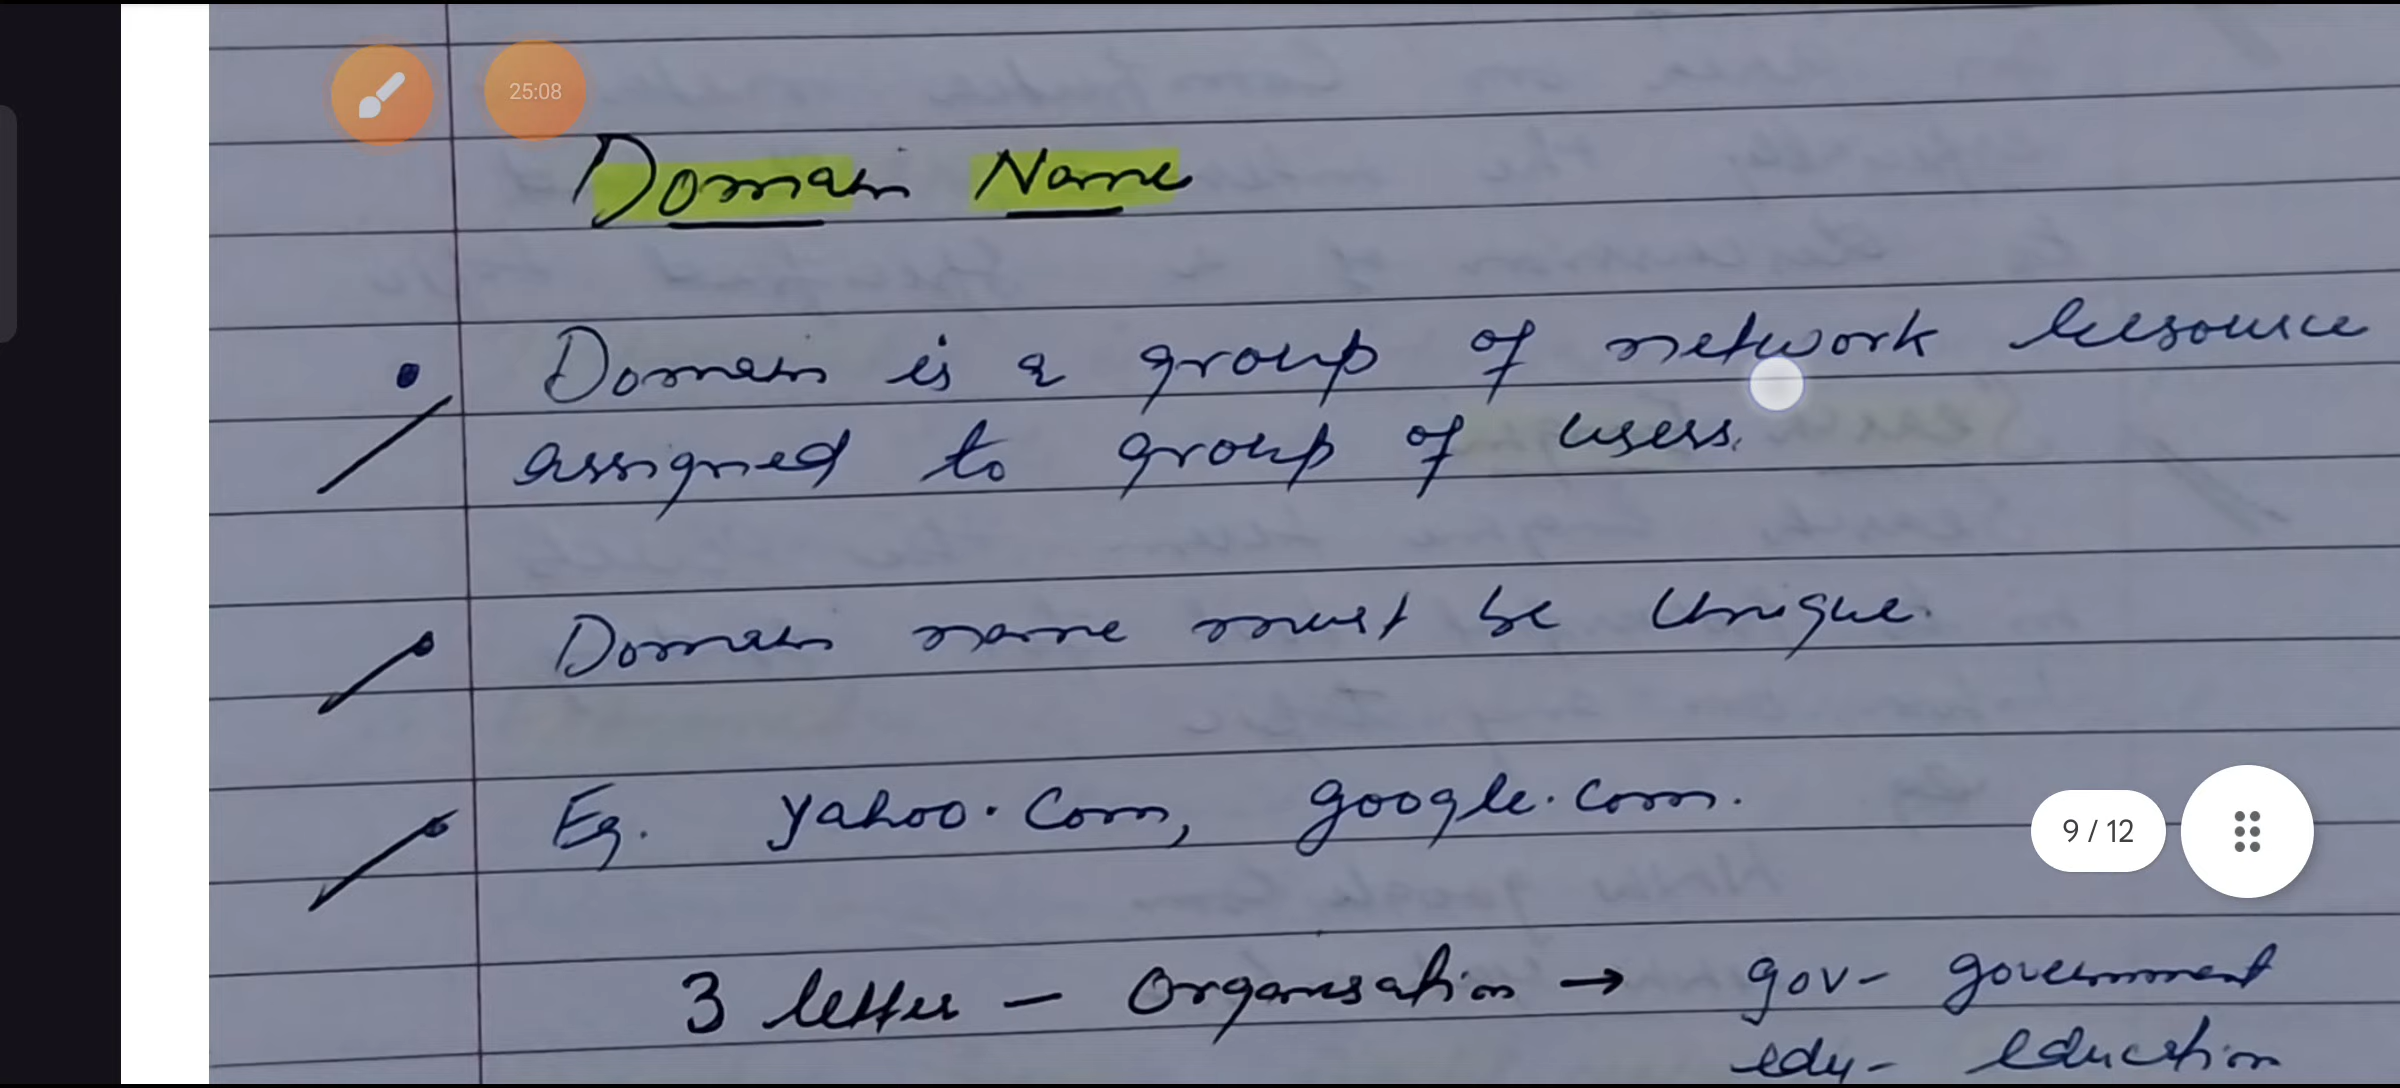 25:08
Domain Name
Domain is a group of network resource
assigned to group of users.
Domain name must be Unique.
Eg. yahoo.com, google.com.
9 / 12
3 letter - Organisation → gov- government
edu- education